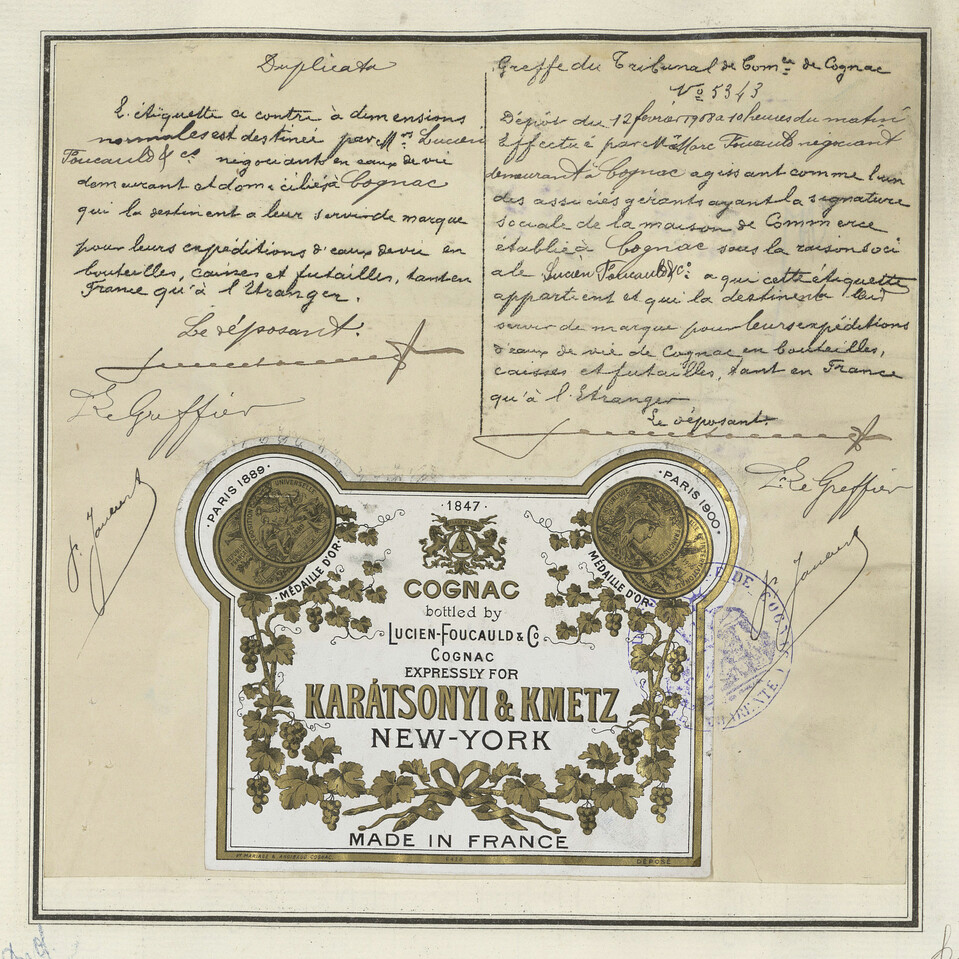 Duplicata
L'étiquette ci contre à dimensions
normales est destinée par Mrs Lucien
Foucauld & Co négociants en eaux de vie
demeurant et domiciliés à Cognac
qui la destinent a leur servir de marque
pour leurs expéditions d'eaux de vie en
bouteilles, caisses et futailles, tant en
France qu'à l'Etranger.
Le déposant.
Le Greffier
Greffe du Tribunal de Comce de Cognac
No 5343
Dépôt du 12 février 1908 à 10 heures du matin
Effectué par Marc Foucauld négociant
demeurant à Cognac agissant comme l'un
des associés gérants ayant la signature
sociale de la maison de Commerce
établie à Cognac sous la raison soci
ale Lucien Foucauld & Co a qui cette étiquette
appartient et qui la destinent a leur
servir de marque pour leurs expéditions
d'eaux de vie de Cognac en bouteilles,
caisses et futailles, tant en France
qu'à l'Etranger
Le déposant.
Le Greffier
PARIS 1889
MÉDAILLE D'OR
PARIS 1900
MÉDAILLE D'OR
1847
COGNAC
bottled by
LUCIEN-FOUCAULD & Co
COGNAC
EXPRESSLY FOR
KARÁTSONYI & KMETZ
NEW-YORK
MADE IN FRANCE
DÉPOSÉ
DE COGNAC
CHARENTE